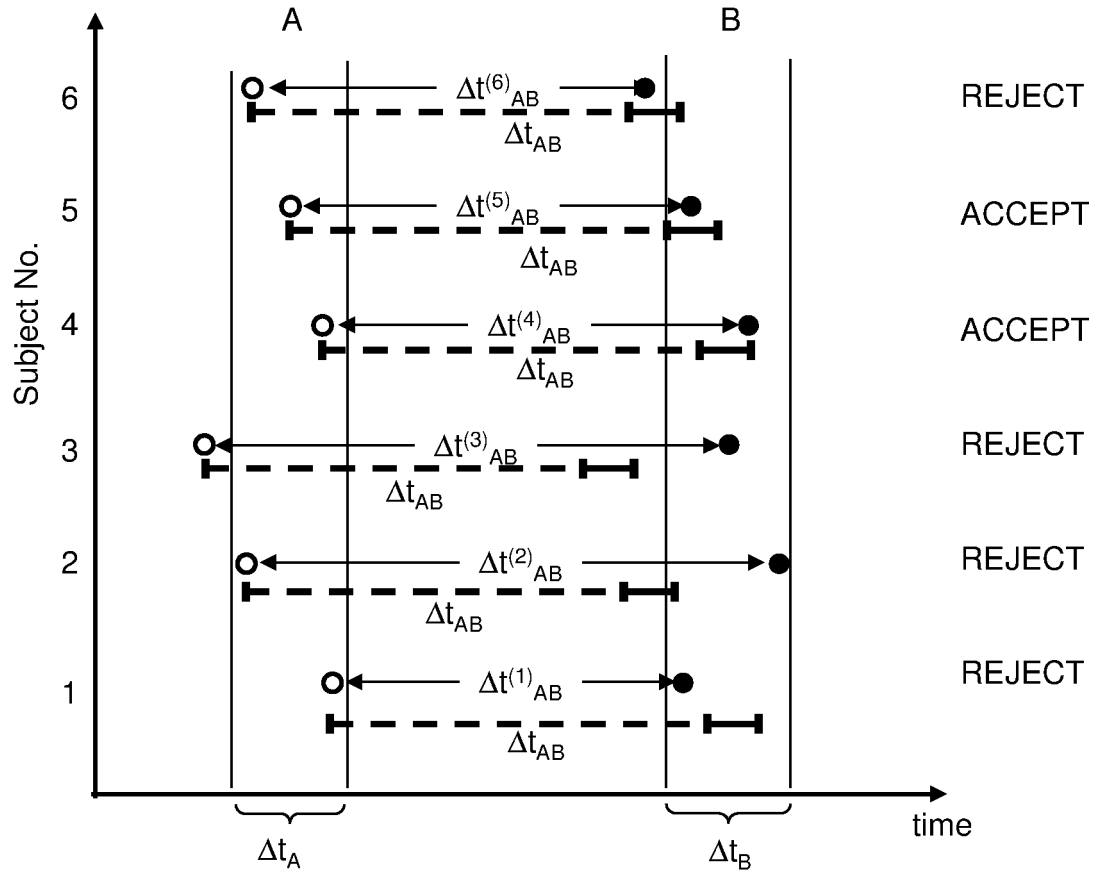 A B
6 Δt(6)AB REJECT
ΔtAB
5 Δt(5)AB ACCEPT
ΔtAB
Subject No.
4 Δt(4)AB ACCEPT
ΔtAB
3 Δt(3)AB REJECT
ΔtAB
2 Δt(2)AB REJECT
ΔtAB
1 Δt(1)AB REJECT
ΔtAB
time
ΔtA ΔtB